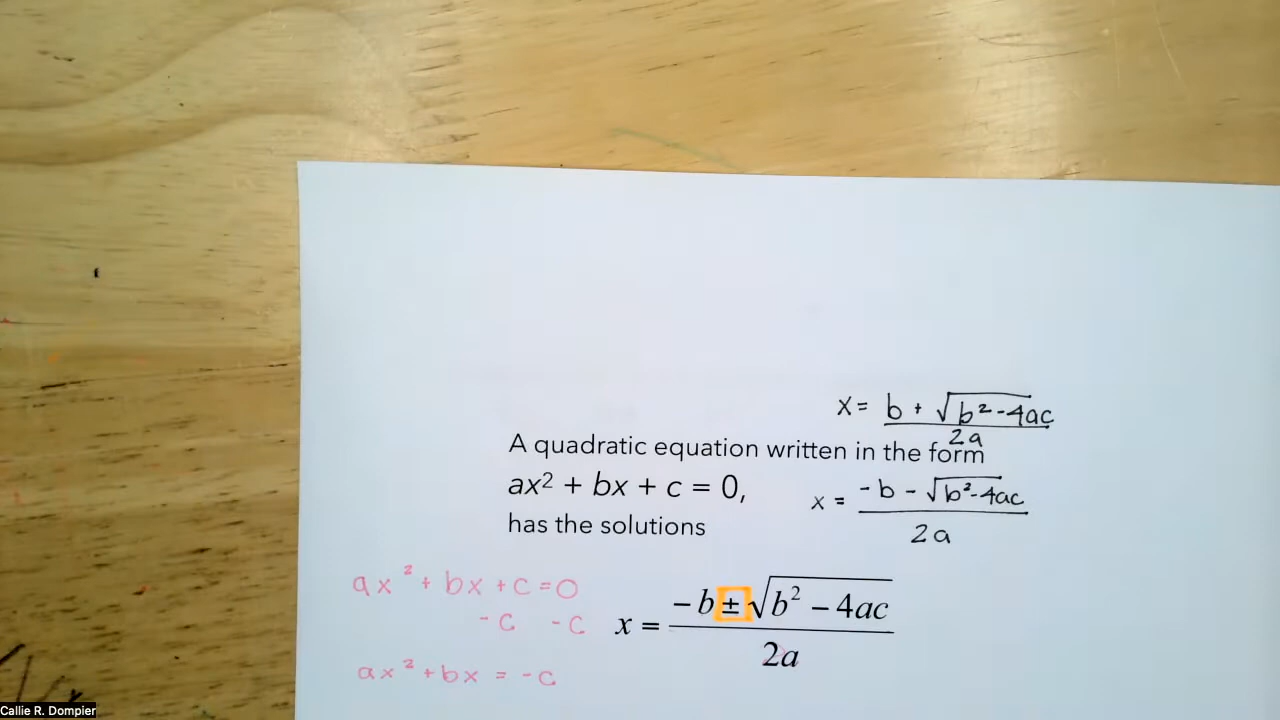 x = b + √b² - 4ac
2a
A quadratic equation written in the form
ax² + bx + c = 0,
x = -b - √b² - 4ac
2a
has the solutions
ax² + bx + c = 0
-c -c
x = -b ± √b² - 4ac
2a
ax² + bx = -c
Callie R. Dompier